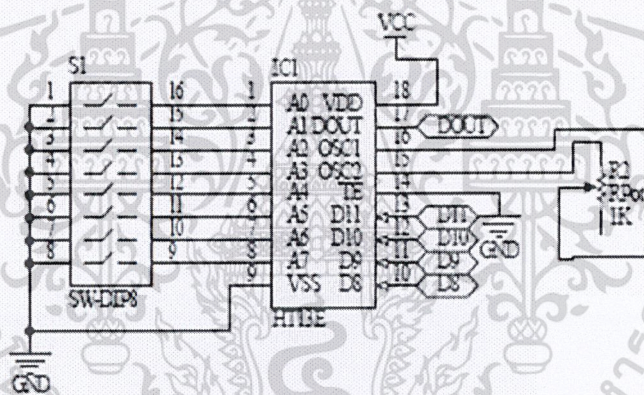 VCC
S1
IC1
1 16 1 A0 VDD 18
2 15 2 A1 DOUT 17 DOUT
3 14 3 A2 OSC1 16
4 13 4 A3 OSC2 15
5 12 5 A4 TE 14
6 11 6 A5 D11 13 D11
7 10 7 A6 D10 12 D10
8 9 8 A7 D9 11 D9
9 VSS D8 10 D8
GND
R2
RPot
1K
SW-DIP8
GND